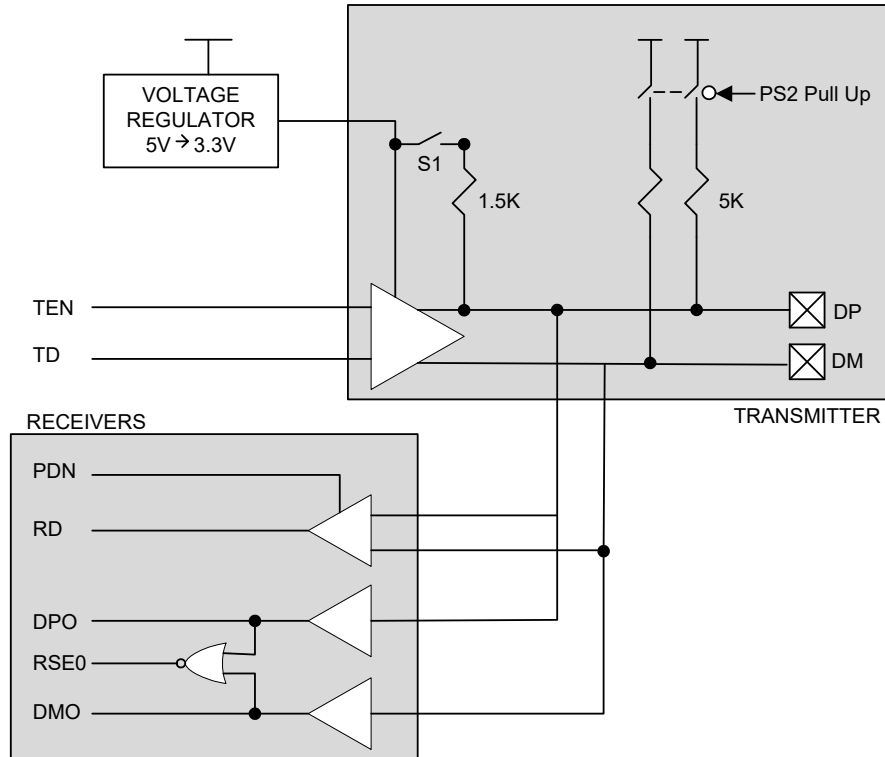 VOLTAGE
REGULATOR
5V → 3.3V
PS2 Pull Up
S1
1.5K
5K
TEN
DP
TD
DM
TRANSMITTER
RECEIVERS
PDN
RD
DPO
RSE0
DMO